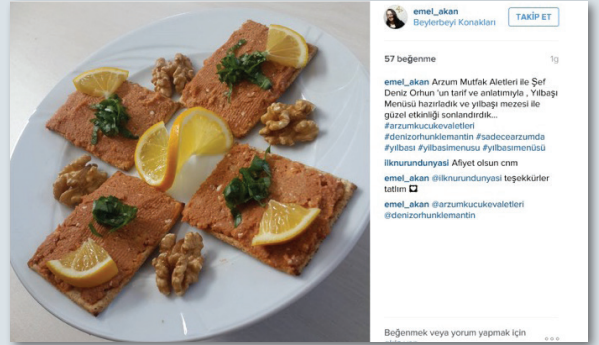 emel_akan
Beylerbeyi Konakları
TAKİP ET
57 beğenme
1g
emel_akan Arzum Mutfak Aletleri ile Şef
Deniz Orhun 'un tarif ve anlatımıyla , Yılbaşı
Menüsü hazırladık ve yılbaşı mezesi ile
güzel etkinliği sonlandırdık...
#arzumkucukevaletleri
#denizorhunklemantin #sadecearzumda
#yılbası #yilbasimenusu #yılbasımenüsü
ilknurundunyasi Afiyet olsun cnm
emel_akan @ilknurundunyasi teşekkürler
tatlım
emel_akan @arzumkucukevaletleri
@denizorhunklemantin
Beğenmek veya yorum yapmak için